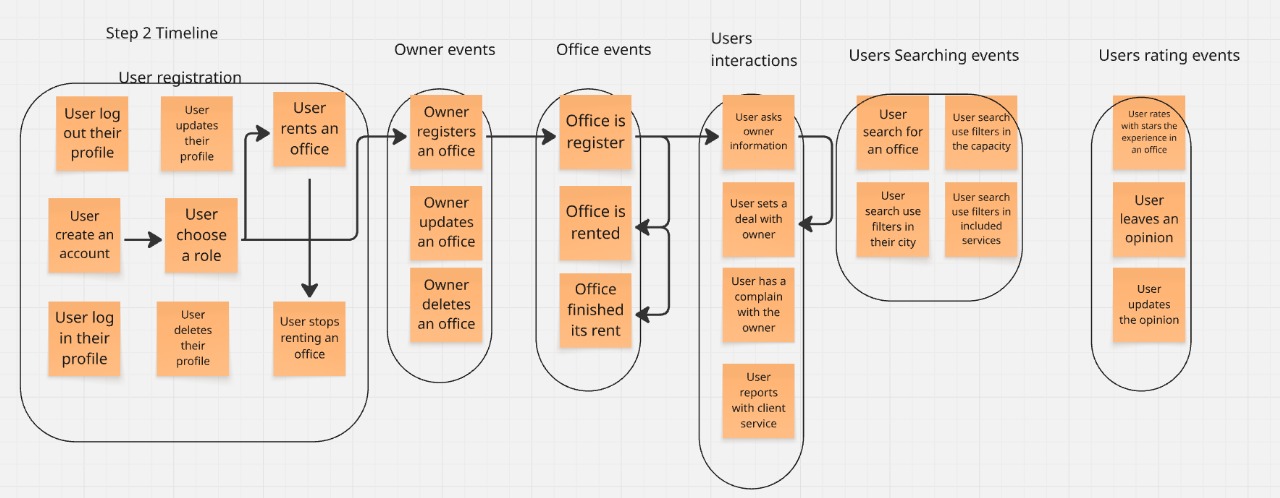 Step 2 Timeline
User registration
User log
out their
profile
User
updates
their
profile
User
rents an
office
User
create an
account
User
choose
a role
User log
in their
profile
User
deletes
their
profile
User stops
renting an
office
Owner events
Owner
registers
an office
Owner
updates
an office
Owner
deletes
an office
Office events
Office is
register
Office is
rented
Office
finished
its rent
Users
interactions
User asks
owner
information
User sets a
deal with
owner
User has a
complain
with the
owner
User
reports
with client
service
Users Searching events
User
search for
an office
User search
use filters in
the capacity
User
search use
filters in
their city
User search
use filters in
included
services
Users rating events
User rates
with stars the
experience in
an office
User
leaves an
opinion
User
updates
the opinion